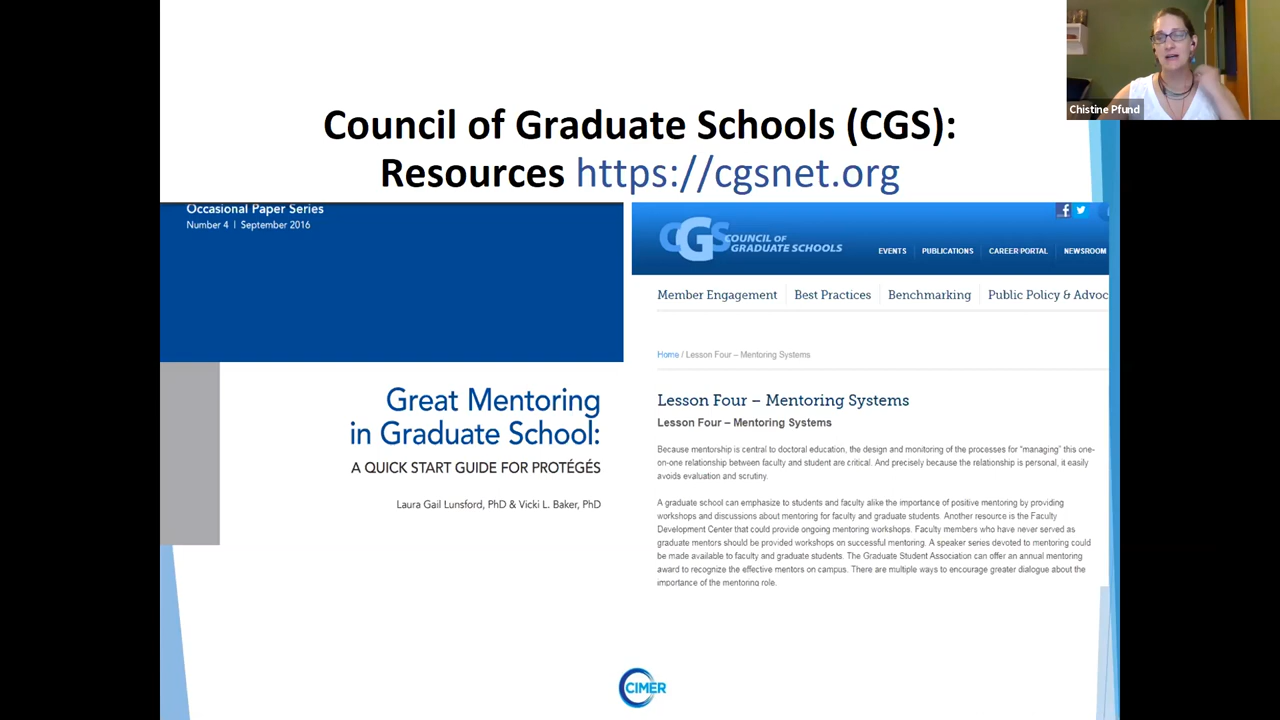 Chistine Pfund
Council of Graduate Schools (CGS):
Resources https://cgsnet.org
Occasional Paper Series
Number 4 | September 2016
Great Mentoring
in Graduate School:
A QUICK START GUIDE FOR PROTÉGÉS
Laura Gail Lunsford, PhD & Vicki L. Baker, PhD
CGS COUNCIL OF
GRADUATE SCHOOLS
EVENTS PUBLICATIONS CAREER PORTAL NEWSROOM
Member Engagement Best Practices Benchmarking Public Policy & Advoc
Home / Lesson Four – Mentoring Systems
Lesson Four – Mentoring Systems
Lesson Four – Mentoring Systems
Because mentorship is central to doctoral education, the design and monitoring of the processes for “managing” this one-
on-one relationship between faculty and student are critical. And precisely because the relationship is personal, it easily
avoids evaluation and scrutiny.
A graduate school can emphasize to students and faculty alike the importance of positive mentoring by providing
workshops and discussions about mentoring for faculty and graduate students. Another resource is the Faculty
Development Center that could provide ongoing mentoring workshops. Faculty members who have never served as
graduate mentors should be provided workshops on successful mentoring. A speaker series devoted to mentoring could
be made available to faculty and graduate students. The Graduate Student Association can offer an annual mentoring
award to recognize the effective mentors on campus. There are multiple ways to encourage greater dialogue about the
importance of the mentoring role.
CIMER